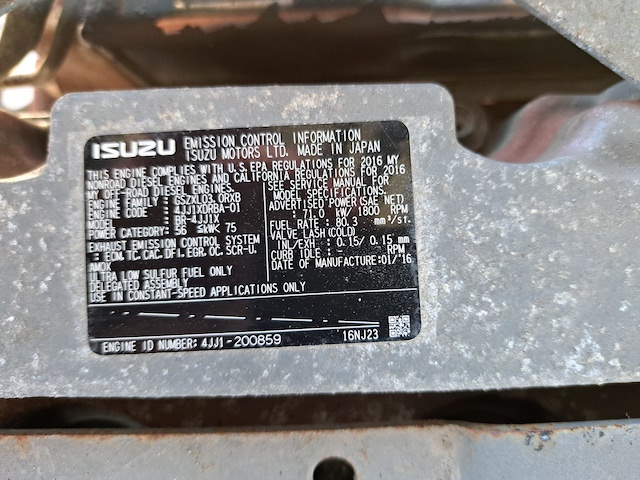 ISUZU EMISSION CONTROL INFORMATION
ISUZU MOTORS LTD. MADE IN JAPAN
THIS ENGINE COMPLIES WITH U.S.EPA REGULATIONS FOR 2016 MY
NONROAD DIESEL ENGINES AND CALIFORNIA REGULATIONS FOR 2016
MY OFF-ROAD DIESEL ENGINES.
ENGINE FAMILY : GSZXL03.0RXB
ENGINE TYPE : 4JJ1XDRBA-01
: BR-4JJ1X
POWER CATEGORY: 56 ≤kW< 75
EXHAUST EMISSION CONTROL SYSTEM
: ECM, TC, CAC, DFI, EGR, OC, SCR-U,
AMOX
ULTRA LOW SULFUR FUEL ONLY
DELEGATED ASSEMBLY
USE IN CONSTANT-SPEED APPLICATIONS ONLY
SEE SERVICE MANUAL FOR
MODEL SPECIFICATIONS.
ADVERTISED POWER(SAE NET)
: 71.0 kW/ 1800 RPM
FUEL RATE : 80.3 mm³/st.
VALVE LASH(COLD)
INL/EXH : 0.15/ 0.15 mm
CURB IDLE : - RPM
DATE OF MANUFACTURE:01/'16
ENGINE ID NUMBER: 4JJ1-200859 16NJ23